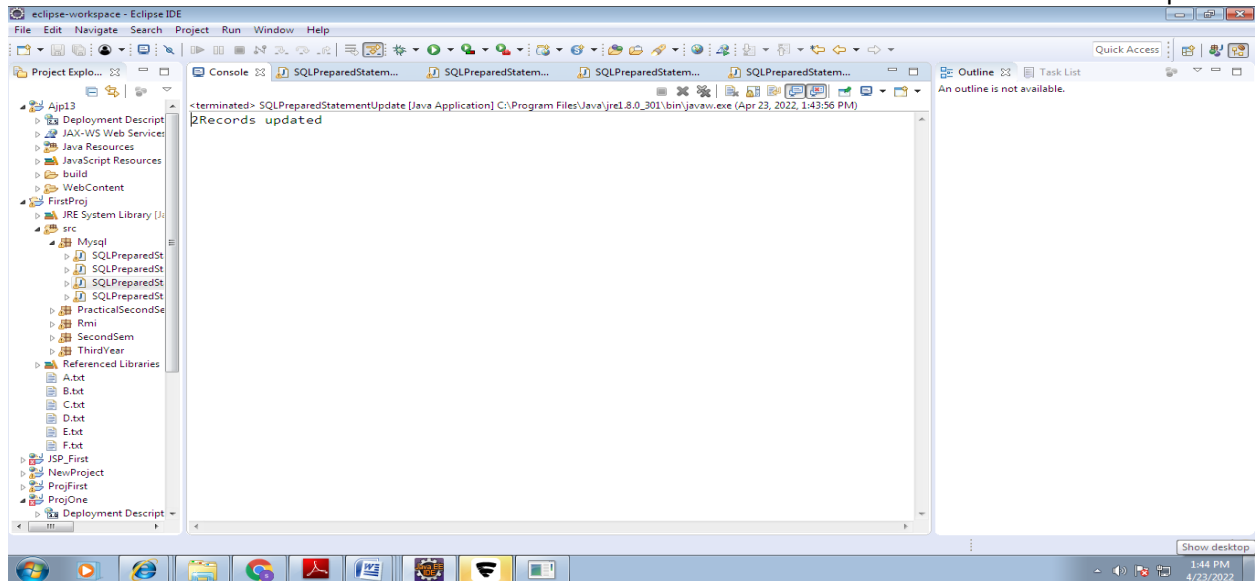 eclipse-workspace - Eclipse IDE
File Edit Navigate Search Project Run Window Help
Quick Access
Project Explo...
Console
SQLPreparedStatem...
SQLPreparedStatem...
SQLPreparedStatem...
SQLPreparedStatem...
Outline
Task List
<terminated> SQLPreparedStatementUpdate [Java Application] C:\Program Files\Java\jre1.8.0_301\bin\javaw.exe (Apr 23, 2022, 1:43:56 PM)
2Records updated
An outline is not available.
Ajp13
Deployment Descript
JAX-WS Web Services
Java Resources
JavaScript Resources
build
WebContent
FirstProj
JRE System Library [Ja
src
Mysql
SQLPreparedSt
SQLPreparedSt
SQLPreparedSt
SQLPreparedSt
PracticalSecondSe
Rmi
SecondSem
ThirdYear
Referenced Libraries
A.txt
B.txt
C.txt
D.txt
E.txt
F.txt
JSP_First
NewProject
ProjFirst
ProjOne
Deployment Descript
Show desktop
1:44 PM
4/23/2022